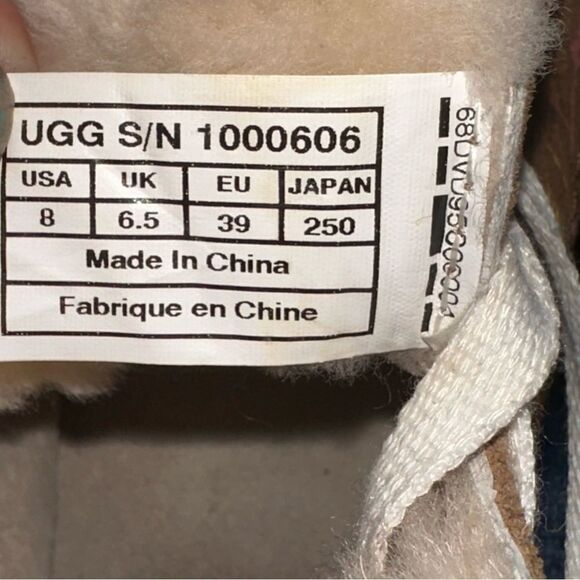 UGG S/N 1000606
USA UK EU JAPAN
8 6.5 39 250
Made In China
Fabrique en Chine